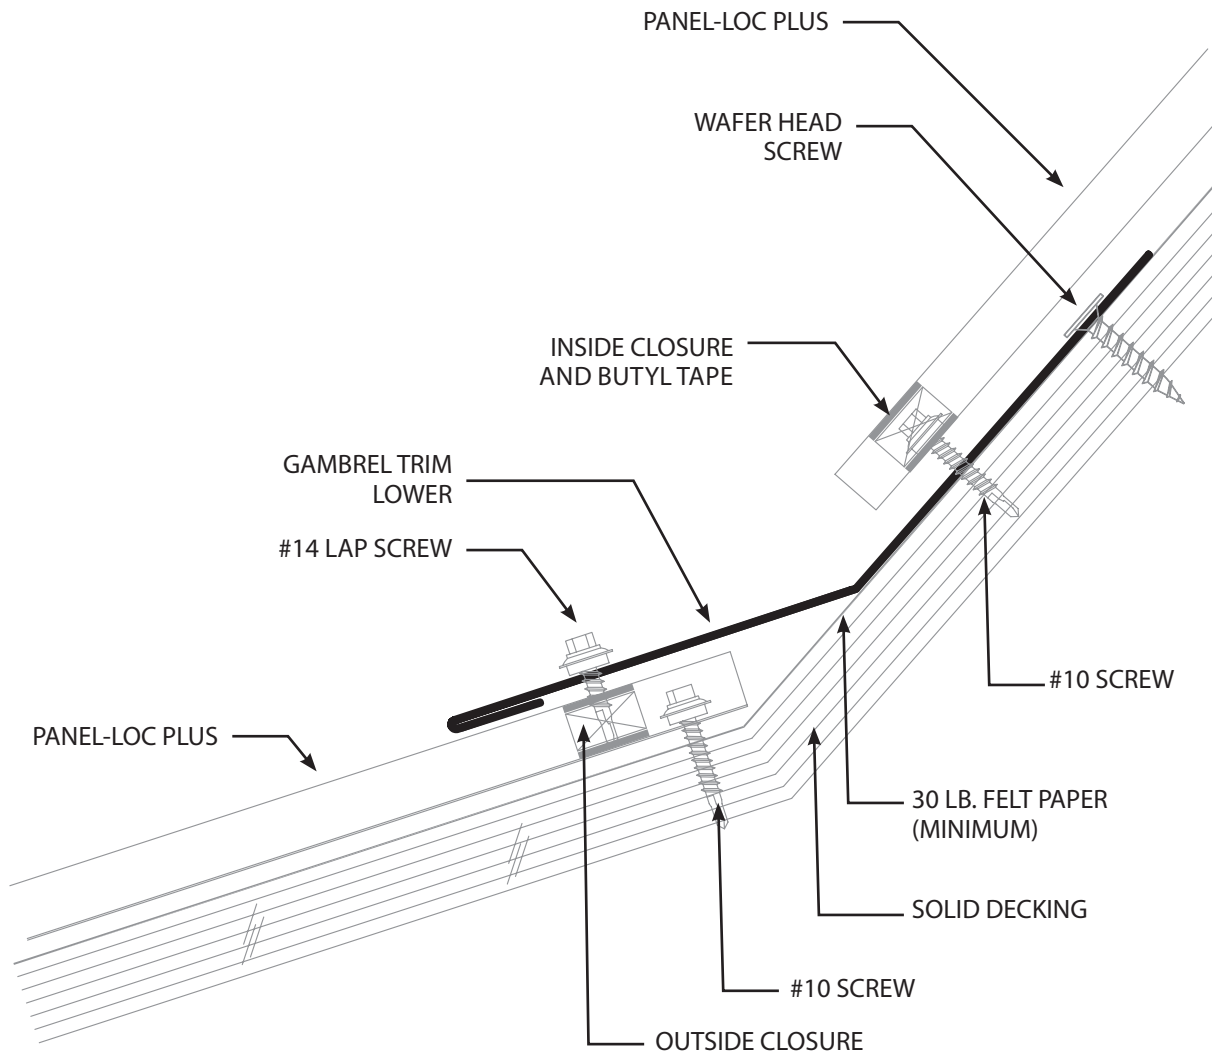 PANEL-LOC PLUS
WAFER HEAD
SCREW
INSIDE CLOSURE
AND BUTYL TAPE
GAMBREL TRIM
LOWER
#14 LAP SCREW
#10 SCREW
PANEL-LOC PLUS
30 LB. FELT PAPER
(MINIMUM)
SOLID DECKING
#10 SCREW
OUTSIDE CLOSURE